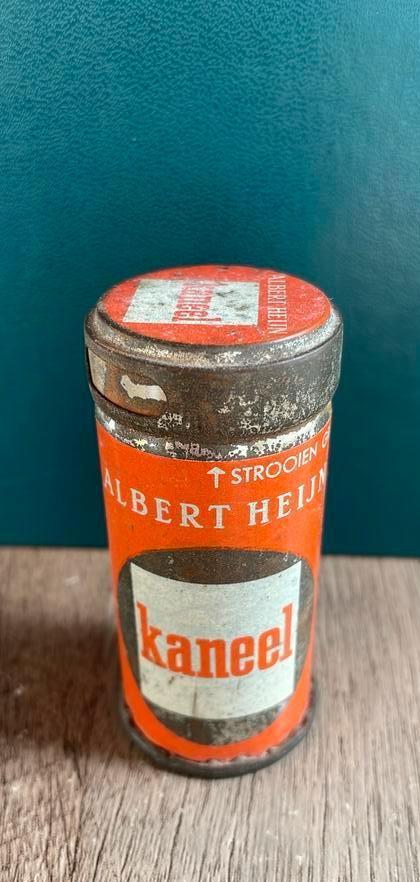 kaneel
ALBERT HEIJN
↑ STROOIEN G
ALBERT HEIJN
kaneel